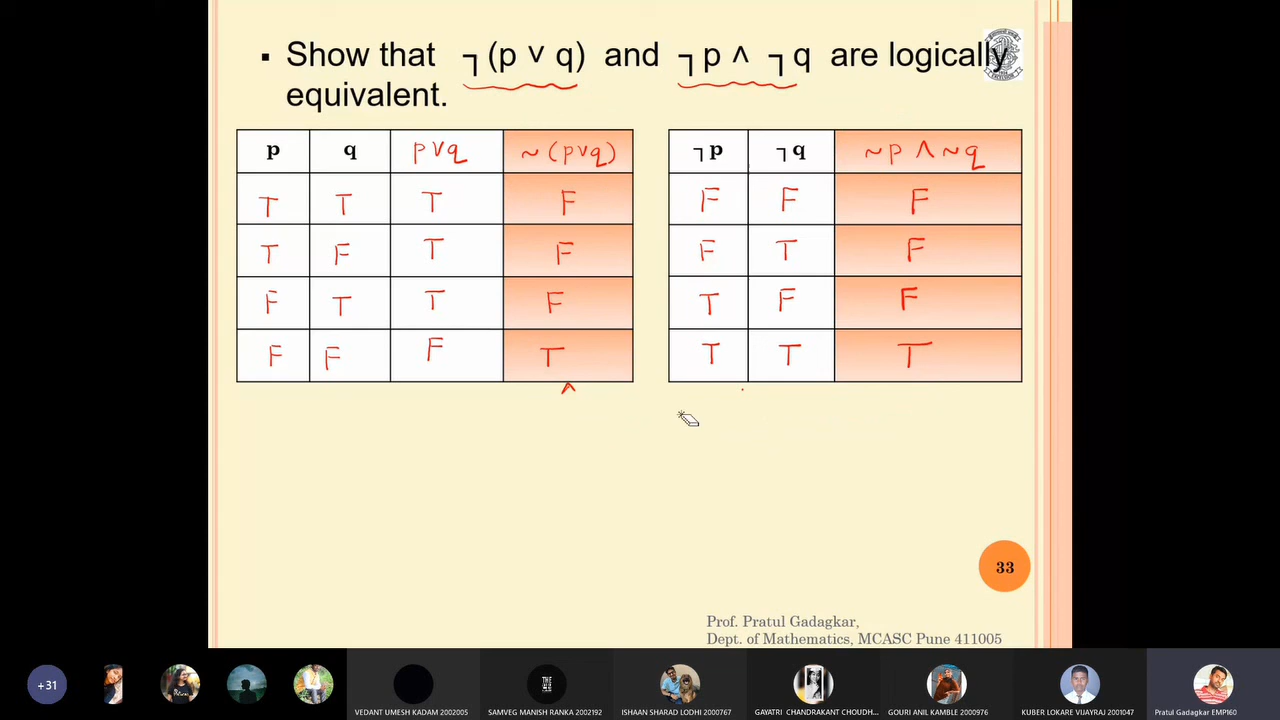 ▪ Show that ┐(p ∨ q) and ┐p ∧ ┐q are logically
equivalent.
p q p∨q ~(p∨q)
T T T F
T F T F
F T T F
F F F T
┐p ┐q ~p ∧ ~q
F F F
F T F
T F F
T T T
33
Prof. Pratul Gadagkar,
Dept. of Mathematics, MCASC Pune 411005
+31
VEDANT UMESH KADAM 2002005
SAMVEG MANISH RANKA 2002192
ISHAAN SHARAD LODHI 2000767
GAYATRI CHANDRAKANT CHOUDH...
GOURI ANIL KAMBLE 2000976
KUBER LOKARE VIJAYRAJ 2001047
Pratul Gadagkar EMP160